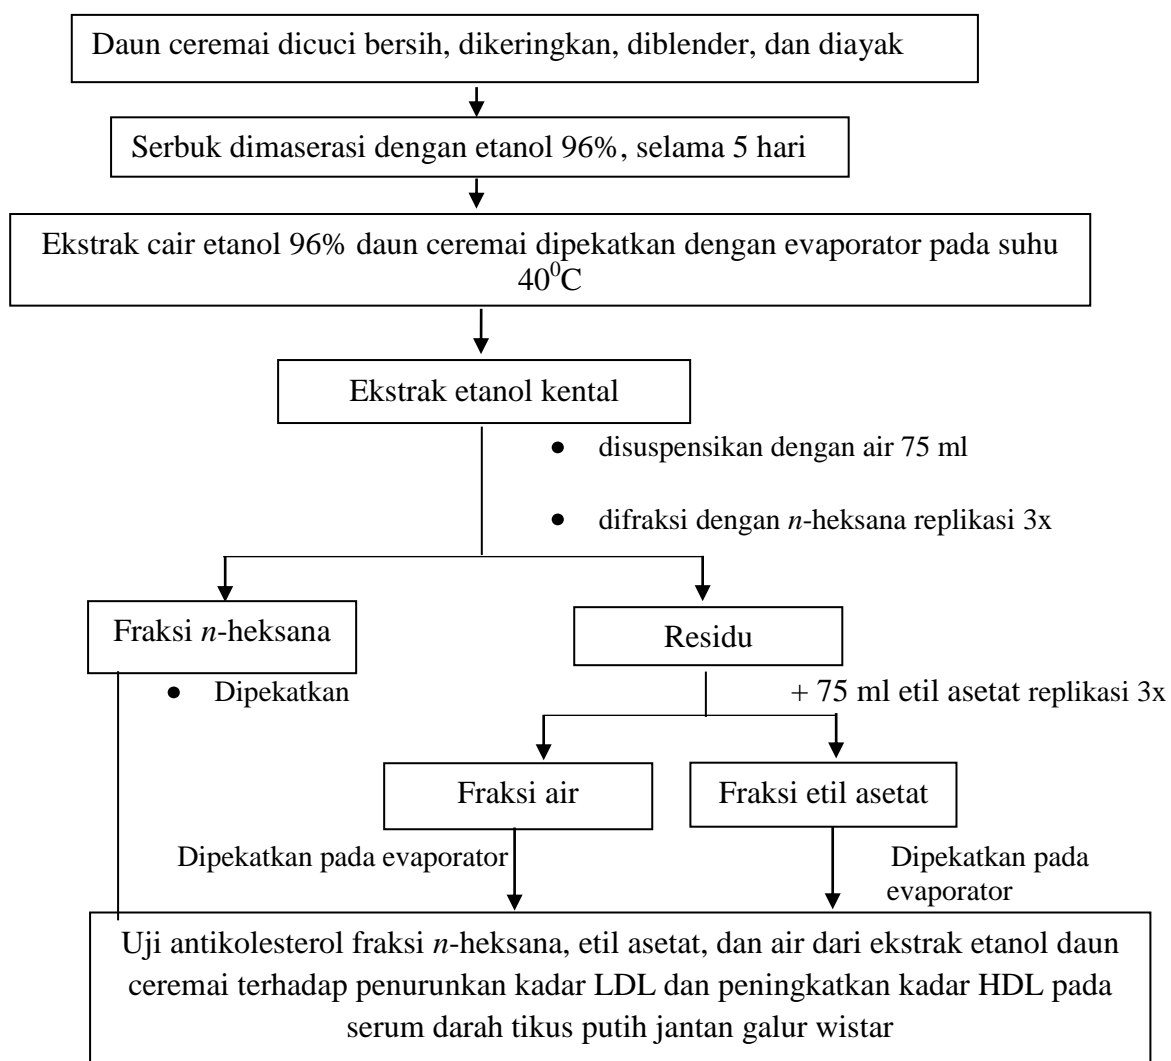 Daun ceremai dicuci bersih, dikeringkan, diblender, dan diayak
Serbuk dimaserasi dengan etanol 96%, selama 5 hari
Ekstrak cair etanol 96% daun ceremai dipekatkan dengan evaporator pada suhu
40⁰C
Ekstrak etanol kental
● disuspensikan dengan air 75 ml
● difraksi dengan n-heksana replikasi 3x
Fraksi n-heksana
Residu
● Dipekatkan
+ 75 ml etil asetat replikasi 3x
Fraksi air
Fraksi etil asetat
Dipekatkan pada evaporator
Dipekatkan pada
evaporator
Uji antikolesterol fraksi n-heksana, etil asetat, dan air dari ekstrak etanol daun
ceremai terhadap penurunkan kadar LDL dan peningkatkan kadar HDL pada
serum darah tikus putih jantan galur wistar